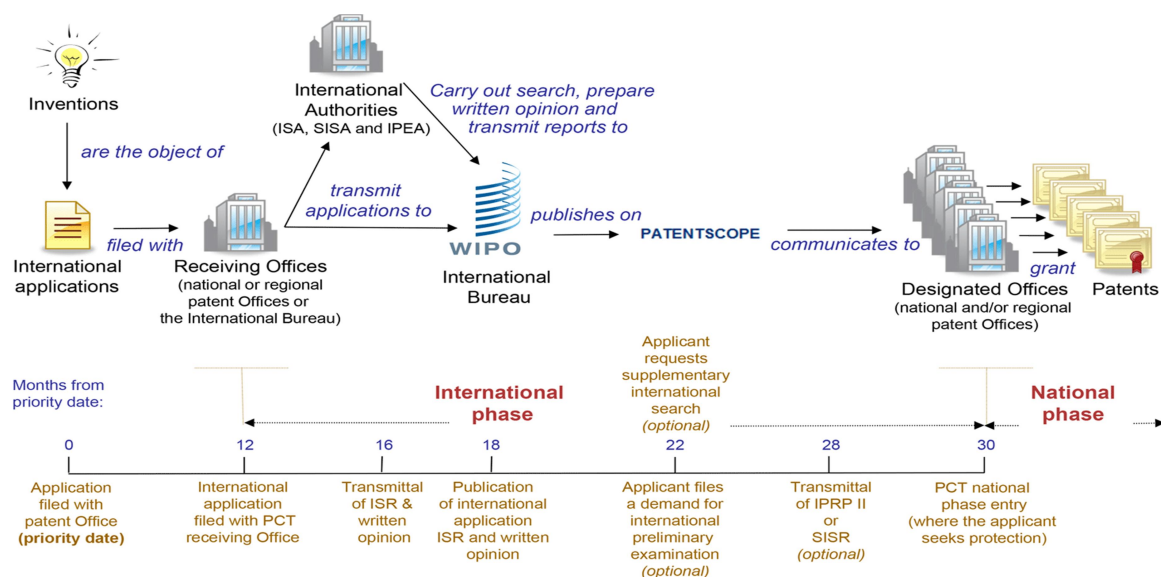 Inventions
are the object of
International
applications
filed with
Receiving Offices
(national or regional
patent Offices or
the International Bureau)
International
Authorities
(ISA, SISA and IPEA)
Carry out search, prepare
written opinion and
transmit reports to
transmit
applications to
WIPO
International
Bureau
publishes on
PATENTSCOPE
communicates to
Designated Offices
(national and/or regional
patent Offices)
grant
Patents
Months from
priority date:
International
phase
Applicant
requests
supplementary
international
search
(optional)
National
phase
0
12
16
18
22
28
30
Application
filed with
patent Office
(priority date)
International
application
filed with PCT
receiving Office
Transmittal
of ISR &
written
opinion
Publication
of international
application
ISR and written
opinion
Applicant files
a demand for
international
preliminary
examination
(optional)
Transmittal
of IPRP II
or
SISR
(optional)
PCT national
phase entry
(where the applicant
seeks protection)